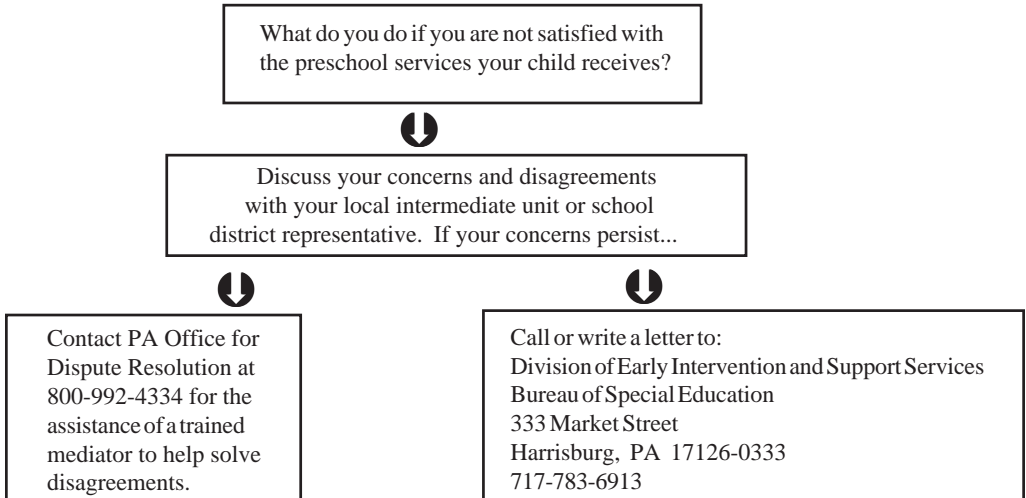 What do you do if you are not satisfied with
the preschool services your child receives?
Discuss your concerns and disagreements
with your local intermediate unit or school
district representative. If your concerns persist...
Contact PA Office for
Dispute Resolution at
800-992-4334 for the
assistance of a trained
mediator to help solve
disagreements.
Call or write a letter to:
Division of Early Intervention and Support Services
Bureau of Special Education
333 Market Street
Harrisburg, PA 17126-0333
717-783-6913